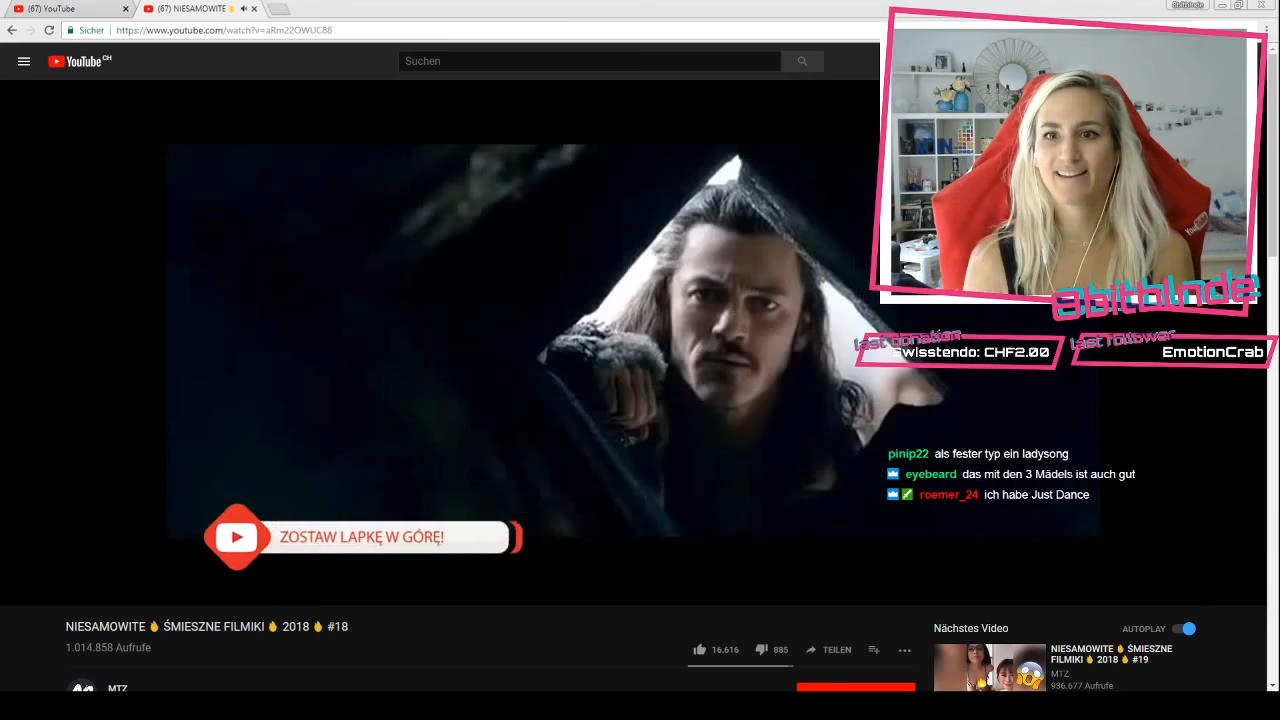 (67) YouTube
(67) NIESAMOWITE
8bitblnde
Sicher
https://www.youtube.com/watch?v=aRm22OWUC88
YouTube CH
Suchen
YouTube
8bitblnde
last donation
Swisstendo: CHF2.00
last follower
EmotionCrab
pinip22 als fester typ ein ladysong
eyebeard das mit den 3 Mädels ist auch gut
roemer_24 ich habe Just Dance
ZOSTAW LAPKĘ W GÓRĘ!
NIESAMOWITE🔥ŚMIESZNE FILMIKI🔥2018🔥#18
1.014.858 Aufrufe
16.616
885
TEILEN
MTZ
Nächstes Video
AUTOPLAY
NIESAMOWITE🔥ŚMIESZNE
FILMIKI🔥2018🔥#19
MTZ
936.677 Aufrufe